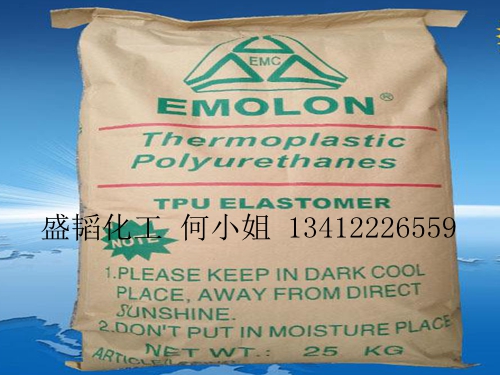 EMC
EMOLON®
Thermoplastic
Polyurethanes
TPU ELASTOMER
盛韬化工 何小姐 13412226559
NOTE
1.PLEASE KEEP IN DARK COOL
PLACE, AWAY FROM DIRECT
SUNSHINE.
2.DON'T PUT IN MOISTURE PLACE
NET WT.: 25 KG